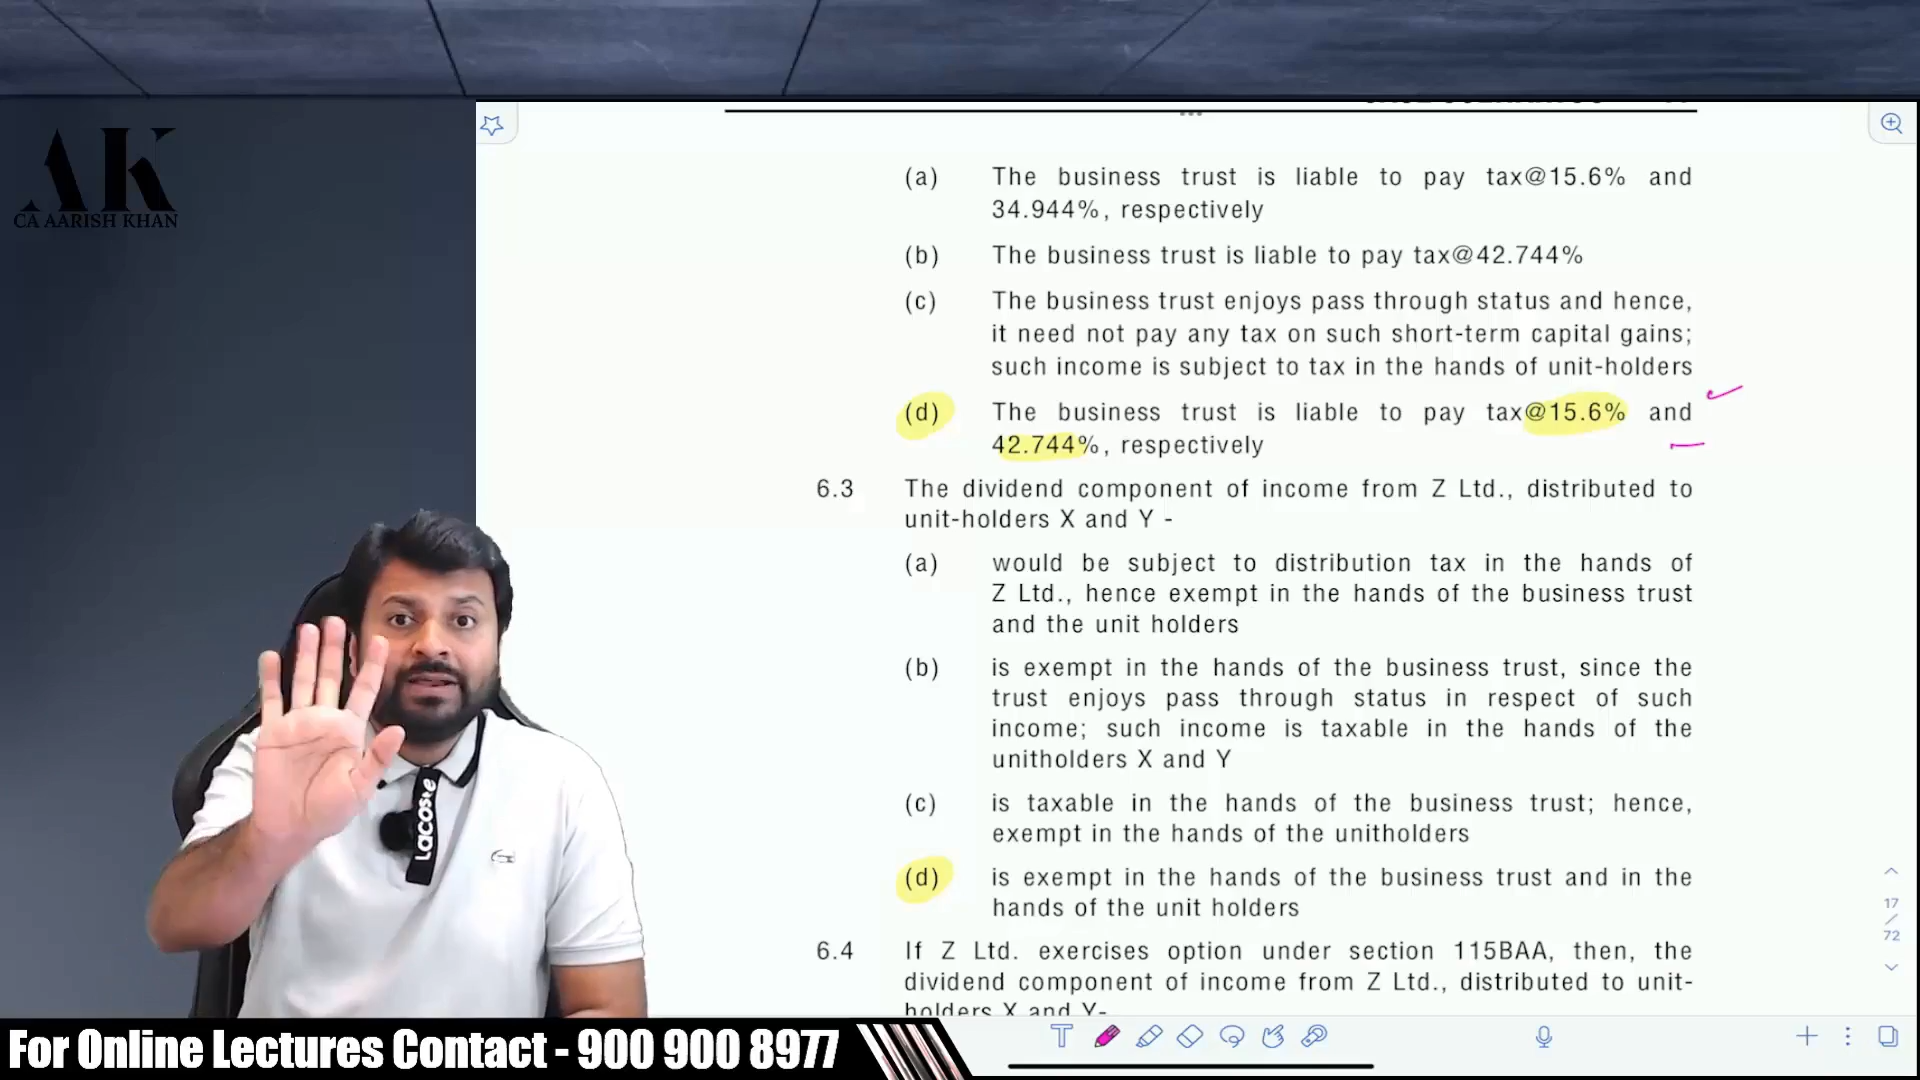 AK
CA AARISH KHAN
(a) The business trust is liable to pay tax@15.6% and
34.944%, respectively
(b) The business trust is liable to pay tax@42.744%
(c) The business trust enjoys pass through status and hence,
it need not pay any tax on such short-term capital gains;
such income is subject to tax in the hands of unit-holders
(d) The business trust is liable to pay tax@15.6% and
42.744%, respectively
6.3 The dividend component of income from Z Ltd., distributed to
unit-holders X and Y -
(a) would be subject to distribution tax in the hands of
Z Ltd., hence exempt in the hands of the business trust
and the unit holders
(b) is exempt in the hands of the business trust, since the
trust enjoys pass through status in respect of such
income; such income is taxable in the hands of the
unitholders X and Y
(c) is taxable in the hands of the business trust; hence,
exempt in the hands of the unitholders
(d) is exempt in the hands of the business trust and in the
hands of the unit holders
6.4 If Z Ltd. exercises option under section 115BAA, then, the
dividend component of income from Z Ltd., distributed to unit-
holders X and Y-
17
/
72
LACOSTE
T
For Online Lectures Contact - 900 900 8977